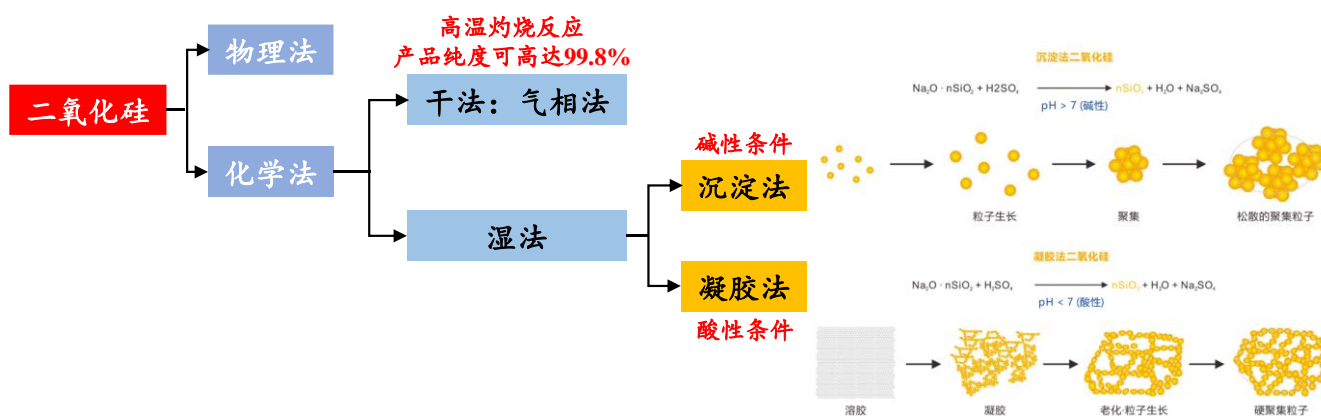 二氧化硅
物理法
化学法
高温灼烧反应
产品纯度可高达99.8%
干法：气相法
湿法
碱性条件
沉淀法
凝胶法
酸性条件
沉淀法二氧化硅
Na₂O · nSiO₂ + H2SO₄
nSiO₂ + H₂O + Na₂SO₄
pH > 7 (碱性)
粒子生长
聚集
松散的聚集粒子
凝胶法二氧化硅
Na₂O · nSiO₂ + H₂SO₄
nSiO₂ + H₂O + Na₂SO₄
pH < 7 (酸性)
溶胶
凝胶
老化·粒子生长
硬聚集粒子